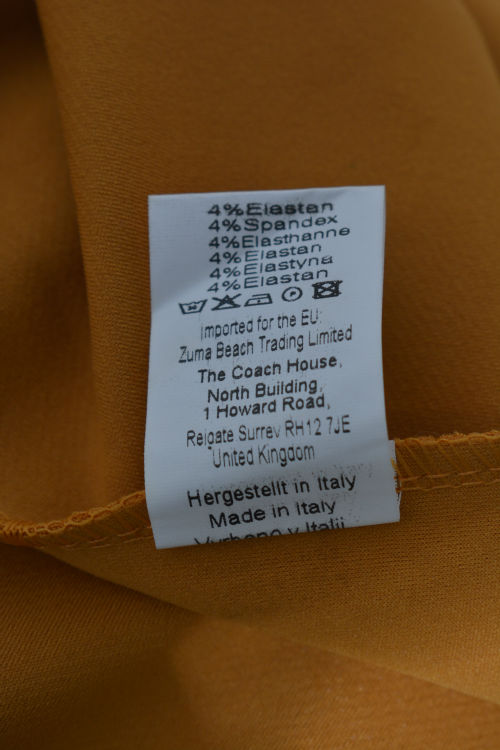 4%Elastan
4%Spandex
4%Elasthanne
4%Elastan
4%Elastyna
4%Elastan
Imported for the EU:
Zuma Beach Trading Limited
The Coach House,
North Building,
1 Howard Road,
Reigate Surrey RH12 7JE
United Kingdom
Hergestellt in Italy
Made in Italy
Vyrbeno v Italii